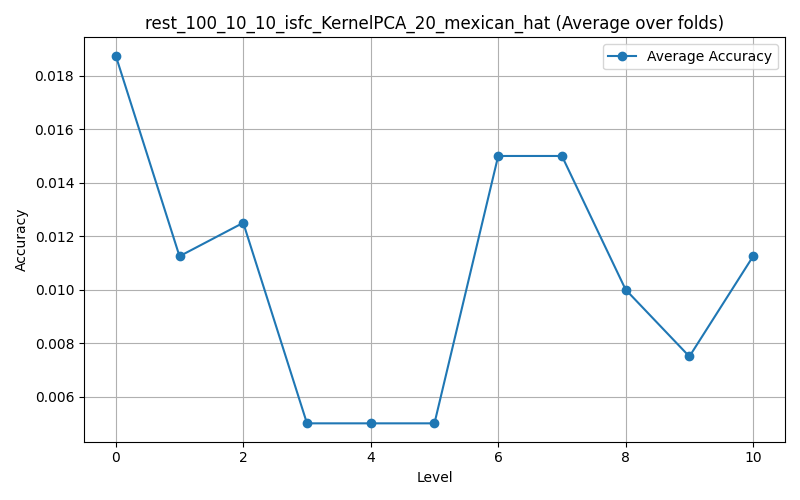 rest_100_10_10_isfc_KernelPCA_20_mexican_hat (Average over folds)
Average Accuracy
Accuracy
0.018
0.016
0.014
0.012
0.010
0.008
0.006
0 2 4 6 8 10
Level